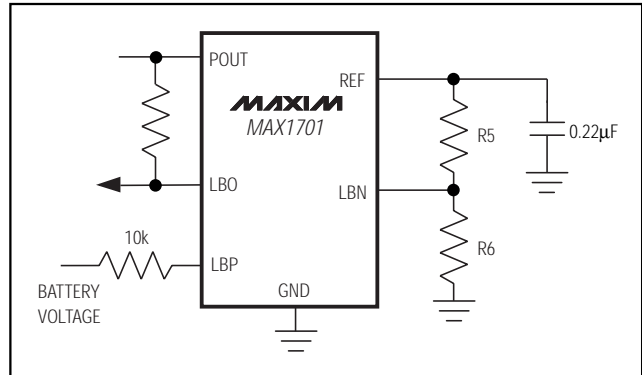 POUT
REF
MAXIM
MAX1701
R5
0.22µF
LBO
LBN
10k
LBP
R6
BATTERY
VOLTAGE
GND